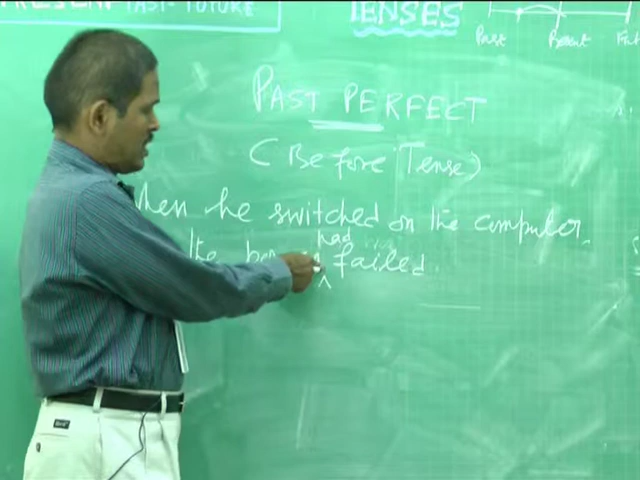 PRESENT PAST FUTURE
TENSES
Past Present Fut
PAST PERFECT
(Before Tense)
when he switched on the computer
had
the failed.